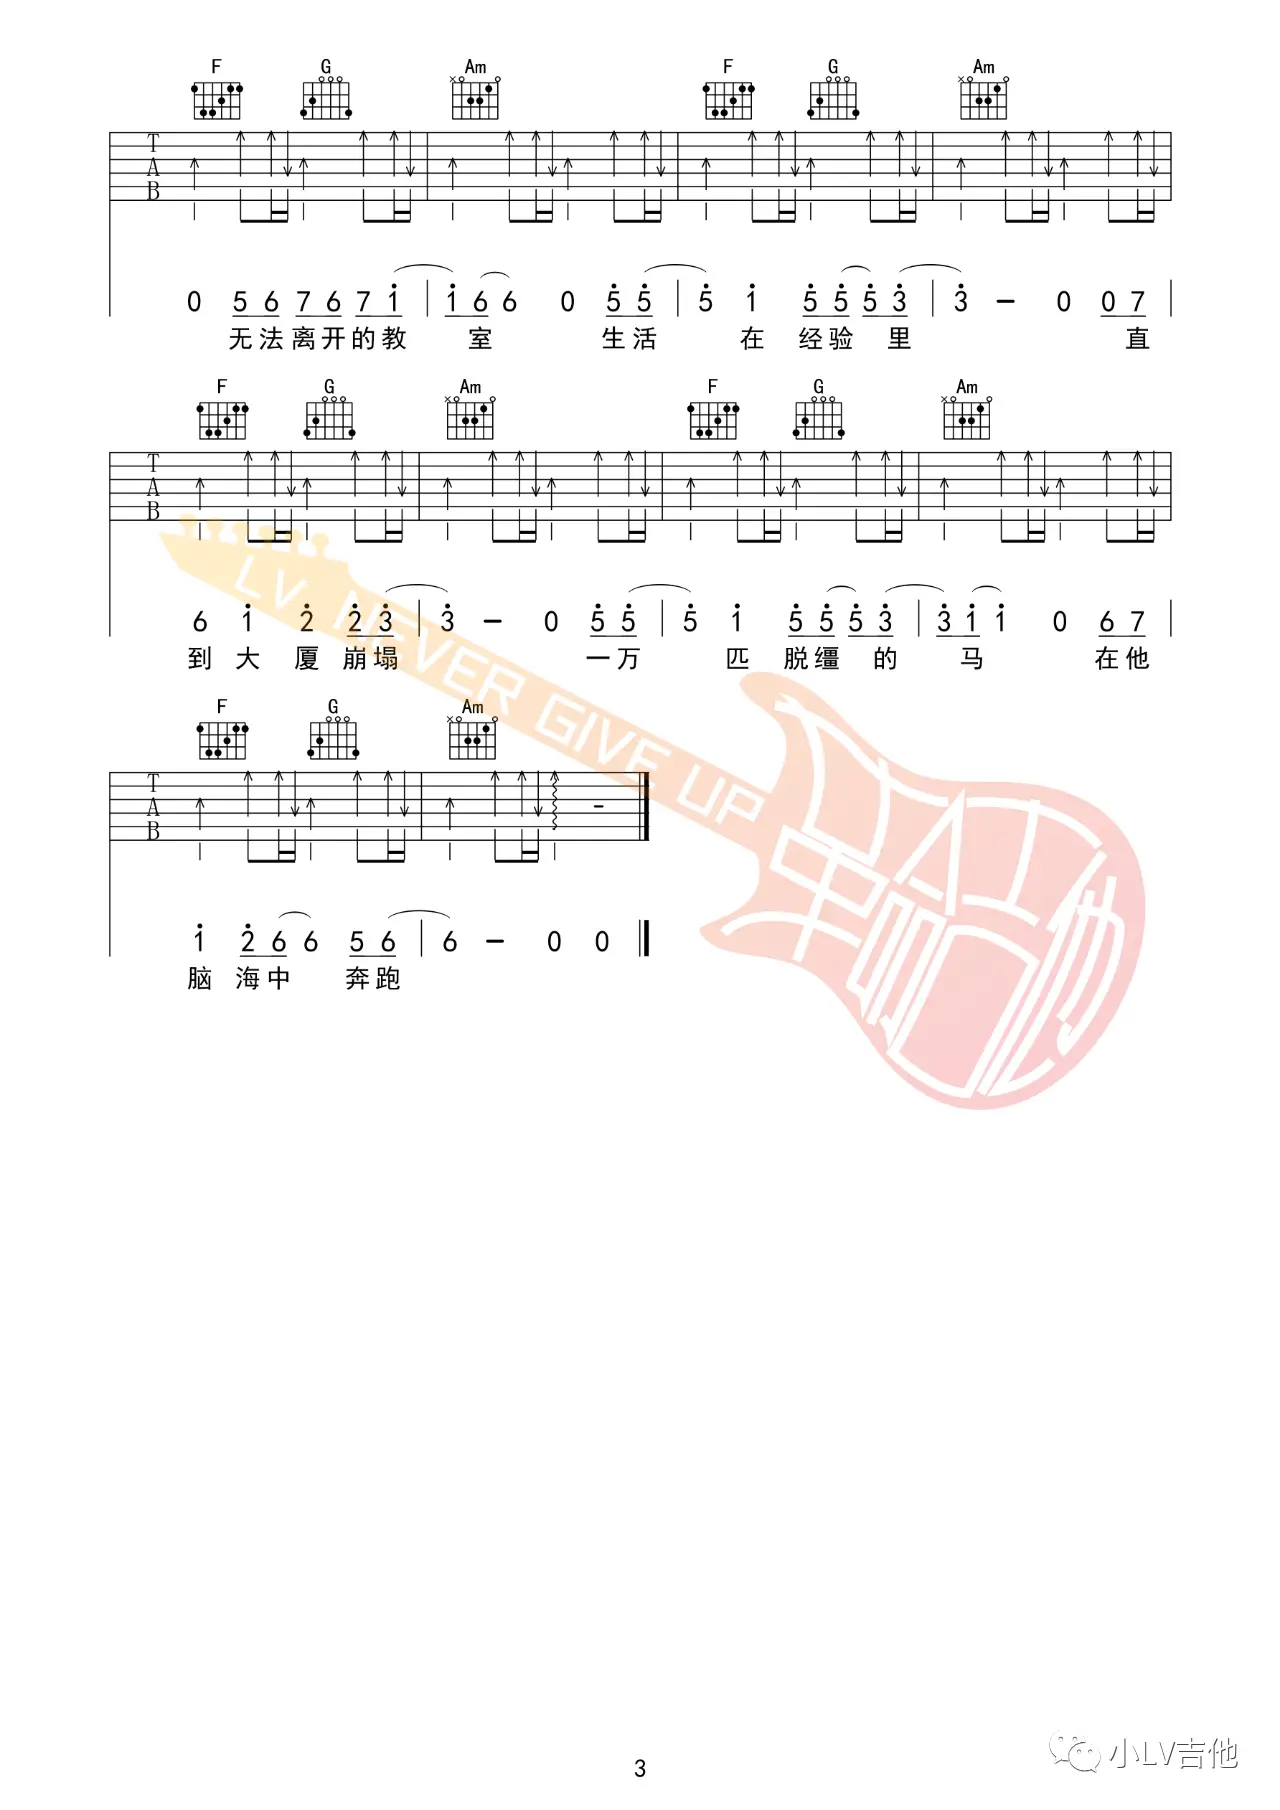 F G Am F G Am
T
A
B
0 5 6 7 6 7 1 | 1 6 6 0 5 5 | 5 1 5 5 5 3 | 3 – 0 0 7 |
无法离开的教 室 生活 在 经验 里 直
F G Am F G Am
T
A
B
6 1 2 2 3 | 3 – 0 5 5 | 5 1 5 5 5 3 | 3 1 1 0 6 7 |
到 大 厦 崩塌 一万 匹 脱缰 的 马 在他
F G Am
T
A
B
1 2 6 6 5 6 | 6 – 0 0
脑 海中 奔跑
LV NEVER GIVE UP
3
小LV吉他